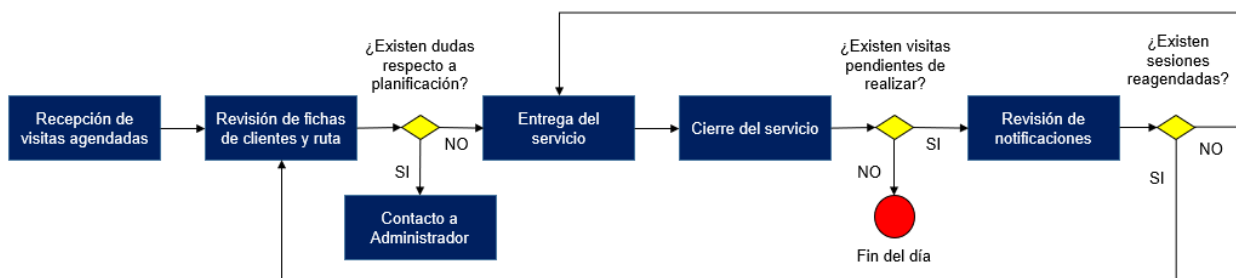 Recepción de
visitas agendadas
Revisión de fichas
de clientes y ruta
¿Existen dudas
respecto a
planificación?
NO
SI
Contacto a
Administrador
Entrega del
servicio
Cierre del servicio
¿Existen visitas
pendientes de
realizar?
SI
NO
Fin del día
Revisión de
notificaciones
¿Existen
sesiones
reagendadas?
NO
SI